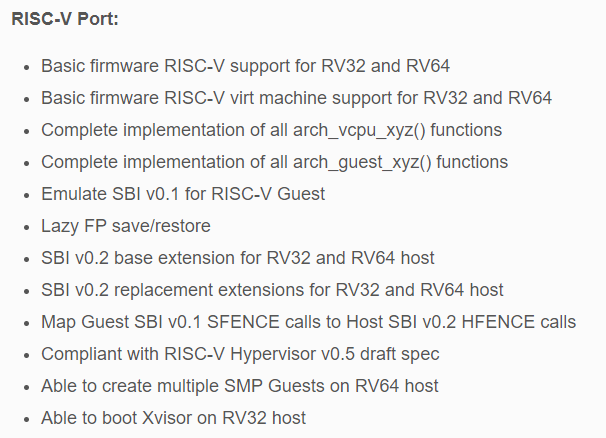 RISC-V Port:
• Basic firmware RISC-V support for RV32 and RV64
• Basic firmware RISC-V virt machine support for RV32 and RV64
• Complete implementation of all arch_vcpu_xyz() functions
• Complete implementation of all arch_guest_xyz() functions
• Emulate SBI v0.1 for RISC-V Guest
• Lazy FP save/restore
• SBI v0.2 base extension for RV32 and RV64 host
• SBI v0.2 replacement extensions for RV32 and RV64 host
• Map Guest SBI v0.1 SFENCE calls to Host SBI v0.2 HFENCE calls
• Compliant with RISC-V Hypervisor v0.5 draft spec
• Able to create multiple SMP Guests on RV64 host
• Able to boot Xvisor on RV32 host